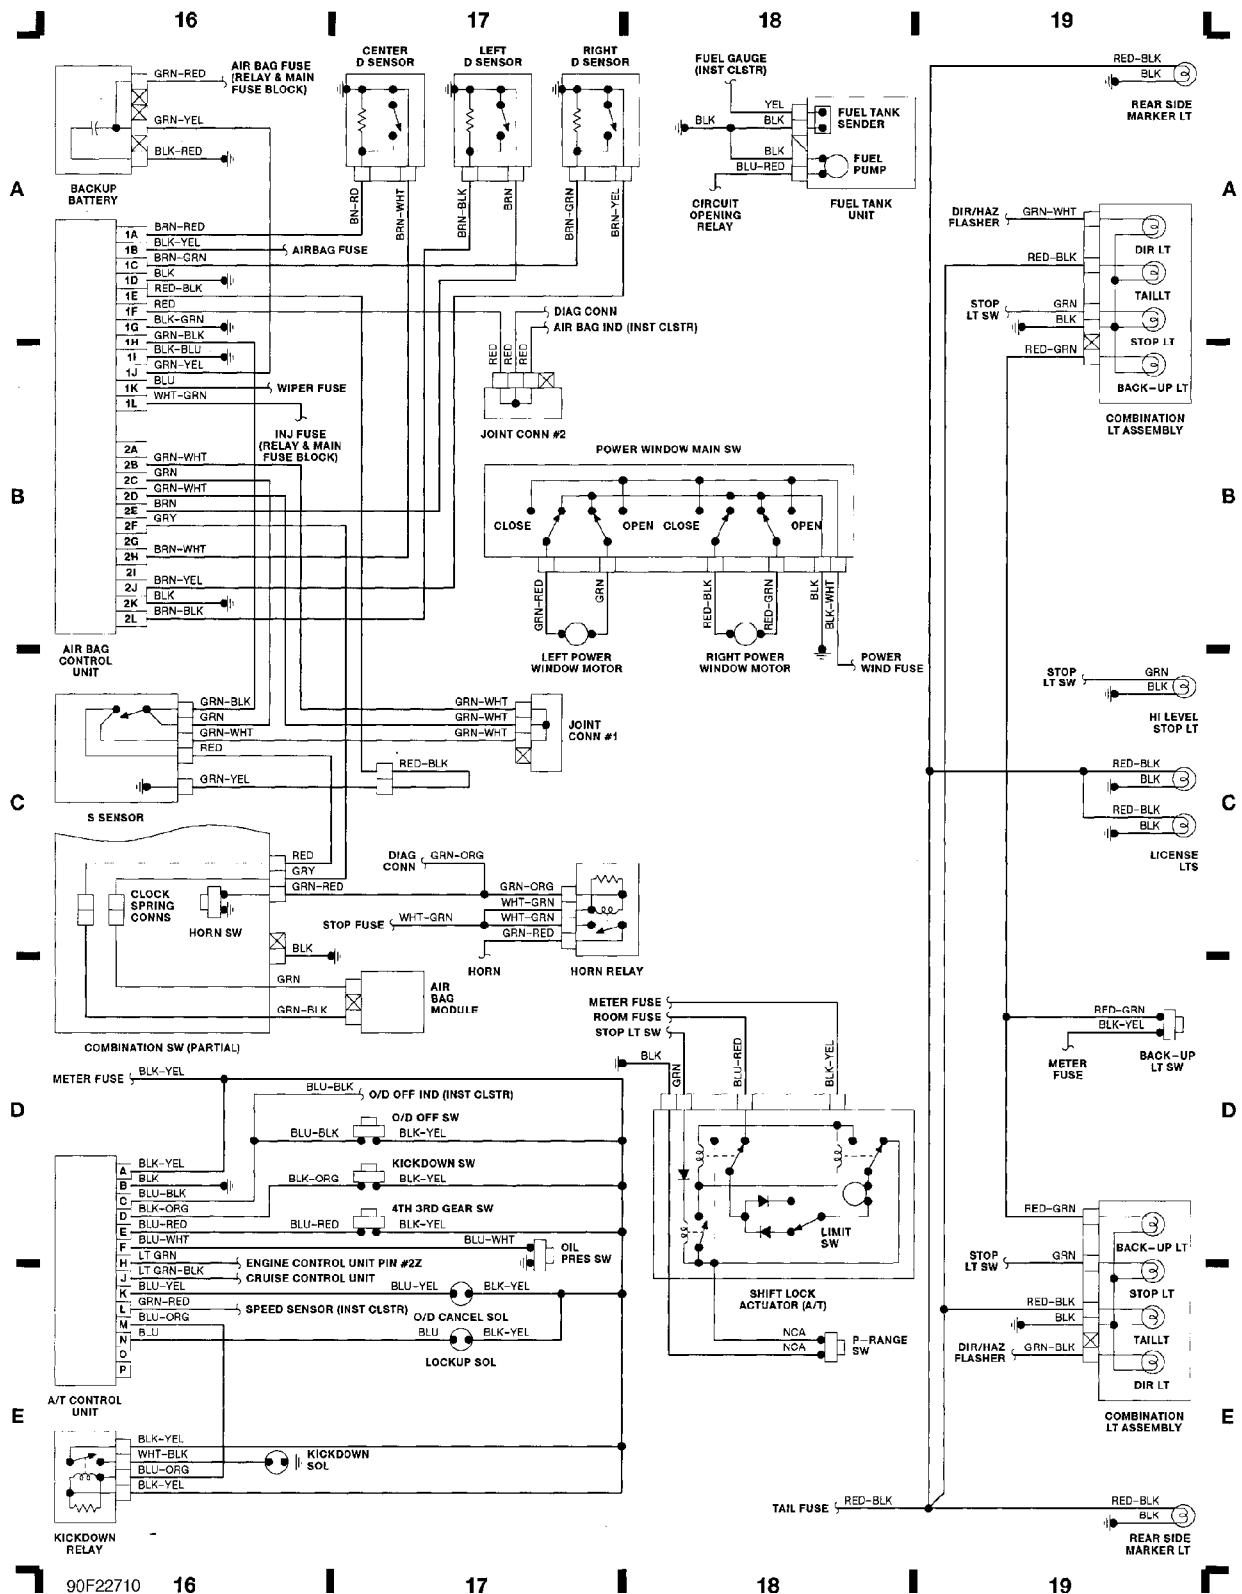 16 17 18 19
AIR BAG FUSE
(RELAY & MAIN
FUSE BLOCK)
GRN-RED
GRN-YEL
BLK-RED
BACKUP
BATTERY
CENTER
D SENSOR
LEFT
D SENSOR
RIGHT
D SENSOR
BN-RD
BRN-WHT
BRN-BLK
BRN
BRN-GRN
BRN-YEL
FUEL GAUGE
(INST CLSTR)
YEL
BLK
BLK
BLK
BLU-RED
FUEL TANK
SENDER
FUEL
PUMP
CIRCUIT
OPENING
RELAY
FUEL TANK
UNIT
RED-BLK
BLK
REAR SIDE
MARKER LT
A
A
1A BRN-RED
1B BLK-YEL AIRBAG FUSE
1C BRN-GRN
1D BLK
1E RED-BLK
1F RED
1G BLK-GRN
1H GRN-BLK
1I BLK-BLU
1J GRN-YEL
1K BLU WIPER FUSE
1L WHT-GRN
INJ FUSE
(RELAY & MAIN
FUSE BLOCK)
DIAG CONN
AIR BAG IND (INST CLSTR)
RED
RED
RED
JOINT CONN #2
DIR/HAZ
FLASHER
GRN-WHT
DIR LT
RED-BLK
TAILLT
STOP
LT SW
GRN
BLK
STOP LT
RED-GRN
BACK-UP LT
COMBINATION
LT ASSEMBLY
B
B
2A
2B GRN-WHT
2C GRN
2D GRN-WHT
2E BRN
2F GRY
2G
2H BRN-WHT
2I
2J BRN-YEL
2K BLK
2L BRN-BLK
AIR BAG
CONTROL
UNIT
POWER WINDOW MAIN SW
CLOSE
OPEN
CLOSE
OPEN
GRN-RED
GRN
RED-BLK
RED-GRN
BLK
BLK-WHT
LEFT POWER
WINDOW MOTOR
RIGHT POWER
WINDOW MOTOR
POWER
WIND FUSE
STOP
LT SW
GRN
BLK
HI LEVEL
STOP LT
GRN-BLK
GRN
GRN-WHT
RED
GRN-YEL
S SENSOR
GRN-WHT
GRN-WHT
GRN-WHT
JOINT
CONN #1
RED-BLK
RED-BLK
BLK
RED-BLK
BLK
LICENSE
LTS
C
C
RED
GRY
GRN-RED
CLOCK
SPRING
CONNS
HORN SW
BLK
GRN
GRN-BLK
AIR
BAG
MODULE
COMBINATION SW (PARTIAL)
DIAG
CONN
GRN-ORG
GRN-ORG
WHT-GRN
STOP FUSE
WHT-GRN
WHT-GRN
GRN-RED
HORN
HORN RELAY
METER FUSE
ROOM FUSE
STOP LT SW
BLK
GRN
BLU-RED
BLK-YEL
RED-GRN
BLK-YEL
METER
FUSE
BACK-UP
LT SW
D
D
METER FUSE
BLK-YEL
BLU-BLK
O/D OFF IND (INST CLSTR)
O/D OFF SW
BLU-BLK
BLK-YEL
KICKDOWN SW
BLK-ORG
BLK-YEL
4TH 3RD GEAR SW
BLU-RED
BLK-YEL
BLU-WHT
OIL
PRES SW
A BLK-YEL
B BLK
C BLU-BLK
D BLK-ORG
E BLU-RED
F BLU-WHT
H LT GRN ENGINE CONTROL UNIT PIN #2Z
J LT GRN-BLK CRUISE CONTROL UNIT
K BLU-YEL BLU-YEL BLK-YEL
L GRN-RED SPEED SENSOR (INST CLSTR)
O/D CANCEL SOL
M BLU-ORG
N BLU BLU BLK-YEL
O
P
LOCKUP SOL
A/T CONTROL
UNIT
LIMIT
SW
SHIFT LOCK
ACTUATOR (A/T)
NCA
NCA
P-RANGE
SW
RED-GRN
BACK-UP LT
STOP
LT SW
GRN
STOP LT
RED-BLK
BLK
TAILLT
DIR/HAZ
FLASHER
GRN-BLK
DIR LT
COMBINATION
LT ASSEMBLY
E
E
BLK-YEL
WHT-BLK
BLU-ORG
BLK-YEL
KICKDOWN
SOL
KICKDOWN
RELAY
TAIL FUSE
RED-BLK
RED-BLK
BLK
REAR SIDE
MARKER LT
90F22710
16 17 18 19